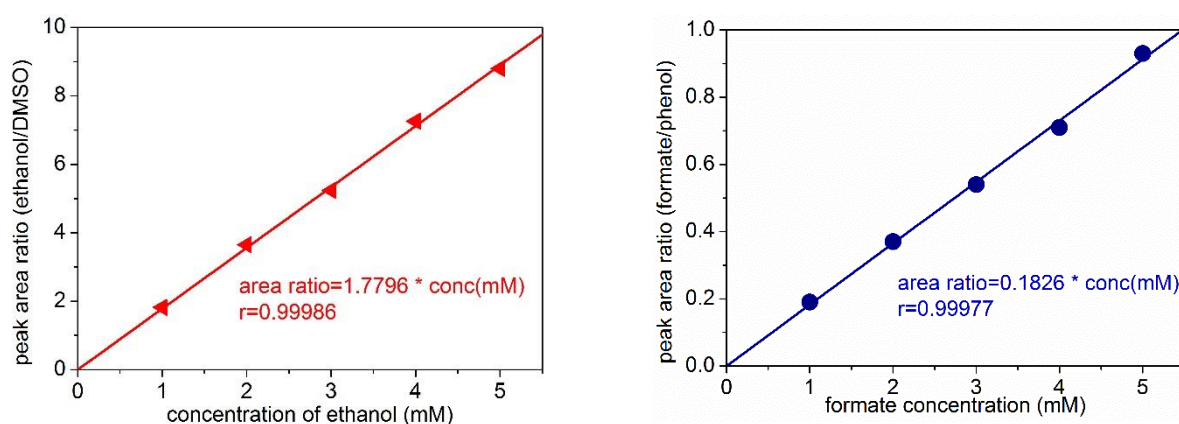 peak area ratio (ethanol/DMSO)
10
8
6
4
2
0
area ratio=1.7796 * conc(mM)
r=0.99986
0 1 2 3 4 5
concentration of ethanol (mM)
peak area ratio (formate/phenol)
1.0
0.8
0.6
0.4
0.2
0.0
area ratio=0.1826 * conc(mM)
r=0.99977
0 1 2 3 4 5
formate concentration (mM)